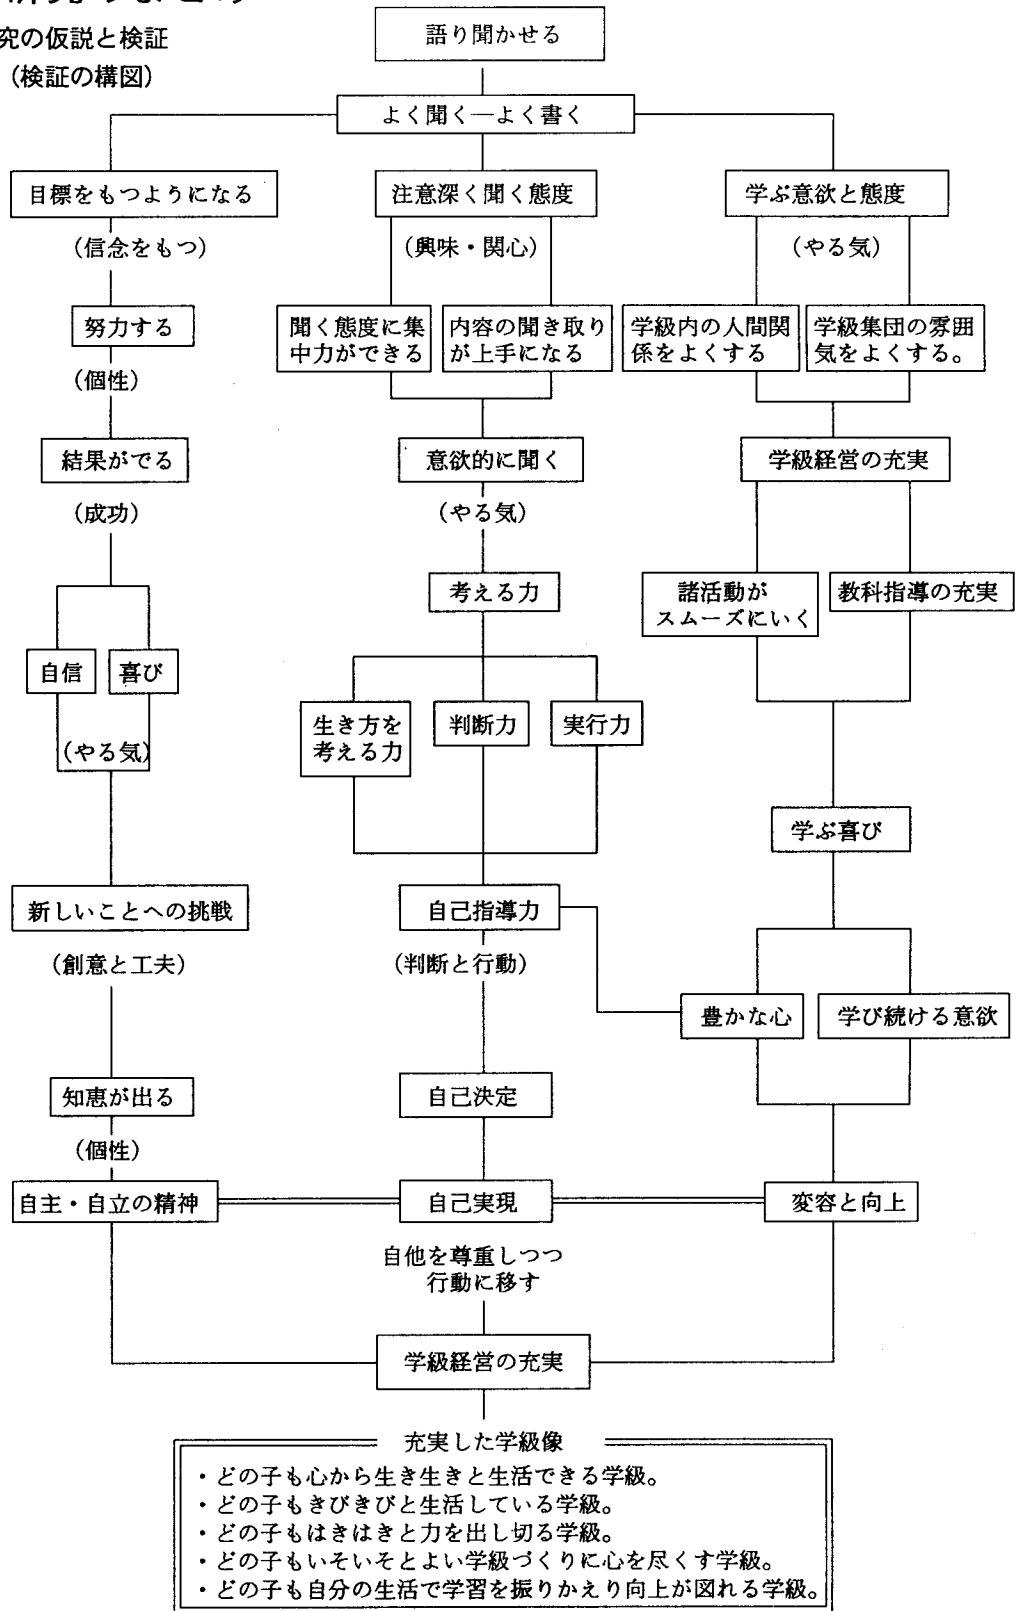 究の仮説と検証
(検証の構図)
語り聞かせる
よく聞く―よく書く
目標をもつようになる
注意深く聞く態度
学ぶ意欲と態度
(信念をもつ)
(興味・関心)
(やる気)
努力する
聞く態度に集
中力ができる
内容の聞き取り
が上手になる
学級内の人間関
係をよくする
学級集団の雰囲
気をよくする。
(個性)
結果がでる
意欲的に聞く
学級経営の充実
(成功)
(やる気)
考える力
諸活動が
スムーズにいく
教科指導の充実
自信
喜び
生き方を
考える力
判断力
実行力
(やる気)
学ぶ喜び
新しいことへの挑戦
自己指導力
(創意と工夫)
(判断と行動)
豊かな心
学び続ける意欲
知恵が出る
自己決定
(個性)
自主・自立の精神
自己実現
変容と向上
自他を尊重しつつ
行動に移す
学級経営の充実
充実した学級像
・どの子も心から生き生きと生活できる学級。
・どの子もきびきびと生活している学級。
・どの子もはきはきと力を出し切る学級。
・どの子もいそいそとよい学級づくりに心を尽くす学級。
・どの子も自分の生活で学習を振りかえり向上が図れる学級。